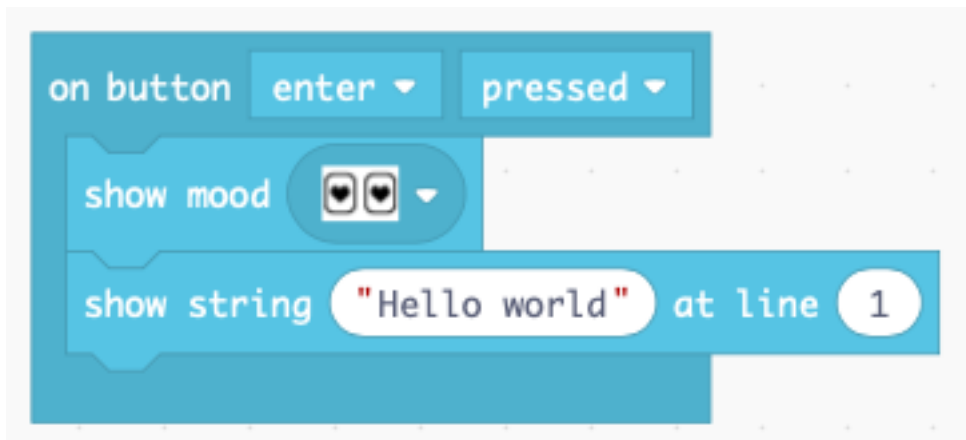 on button enter pressed
show mood
show string "Hello world" at line 1